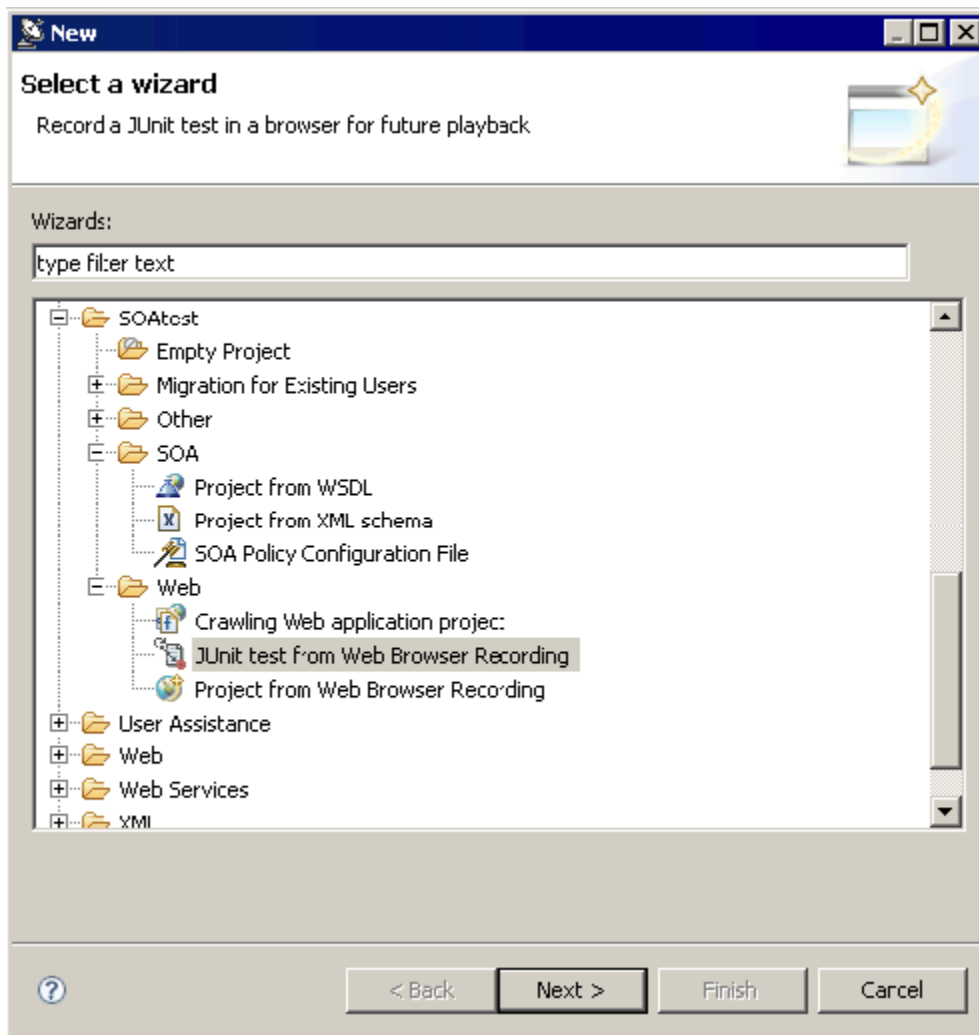 New
Select a wizard
Record a JUnit test in a browser for future playback
Wizards:
type filter text
SOAtest
Empty Project
Migration for Existing Users
Other
SOA
Project from WSDL
Project from XML schema
SOA Policy Configuration File
Web
Crawling Web application project
JUnit test from Web Browser Recording
Project from Web Browser Recording
User Assistance
Web
Web Services
XML
< Back
Next >
Finish
Cancel